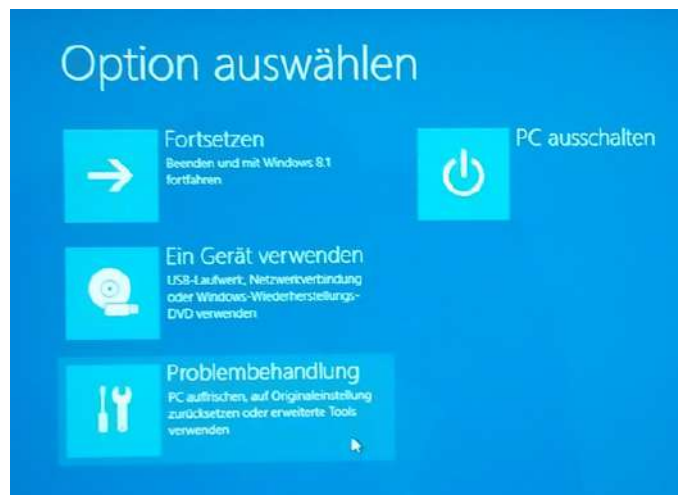 Option auswählen
Fortsetzen
Beenden und mit Windows 8.1
fortfahren
PC ausschalten
Ein Gerät verwenden
USB-Laufwerk, Netzwerkverbindung
oder Windows-Wiederherstellungs-
DVD verwenden
Problembehandlung
PC auffrischen, auf Originaleinstellung
zurücksetzen oder erweiterte Tools
verwenden